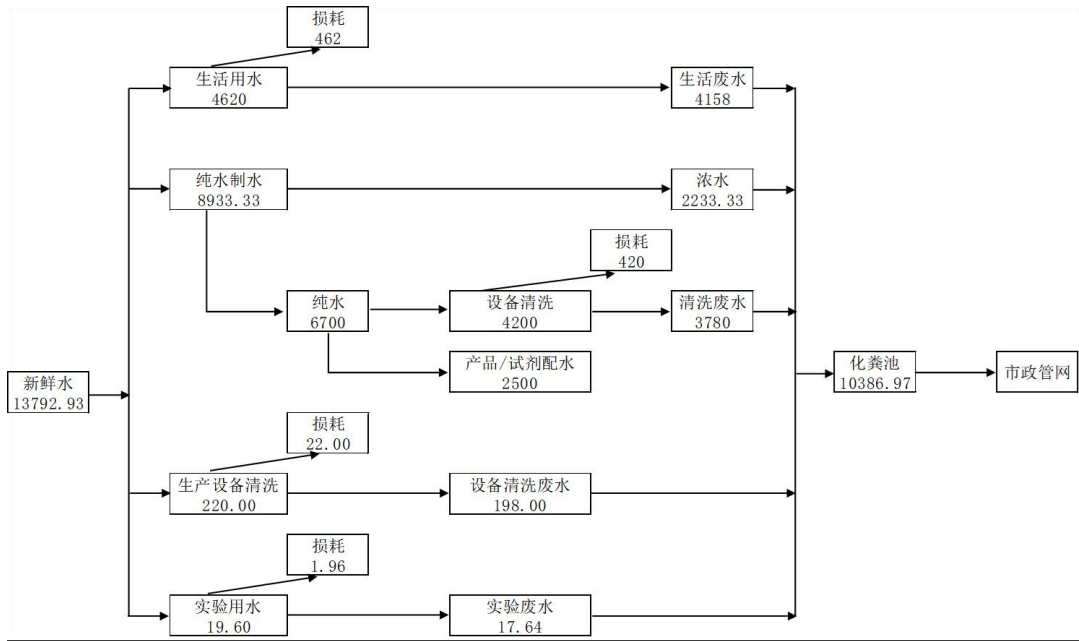 损耗
462
生活用水
4620
生活废水
4158
纯水制水
8933.33
浓水
2233.33
损耗
420
纯水
6700
设备清洗
4200
清洗废水
3780
产品/试剂配水
2500
化粪池
10386.97
市政管网
新鲜水
13792.93
损耗
22.00
生产设备清洗
220.00
设备清洗废水
198.00
损耗
1.96
实验用水
19.60
实验废水
17.64